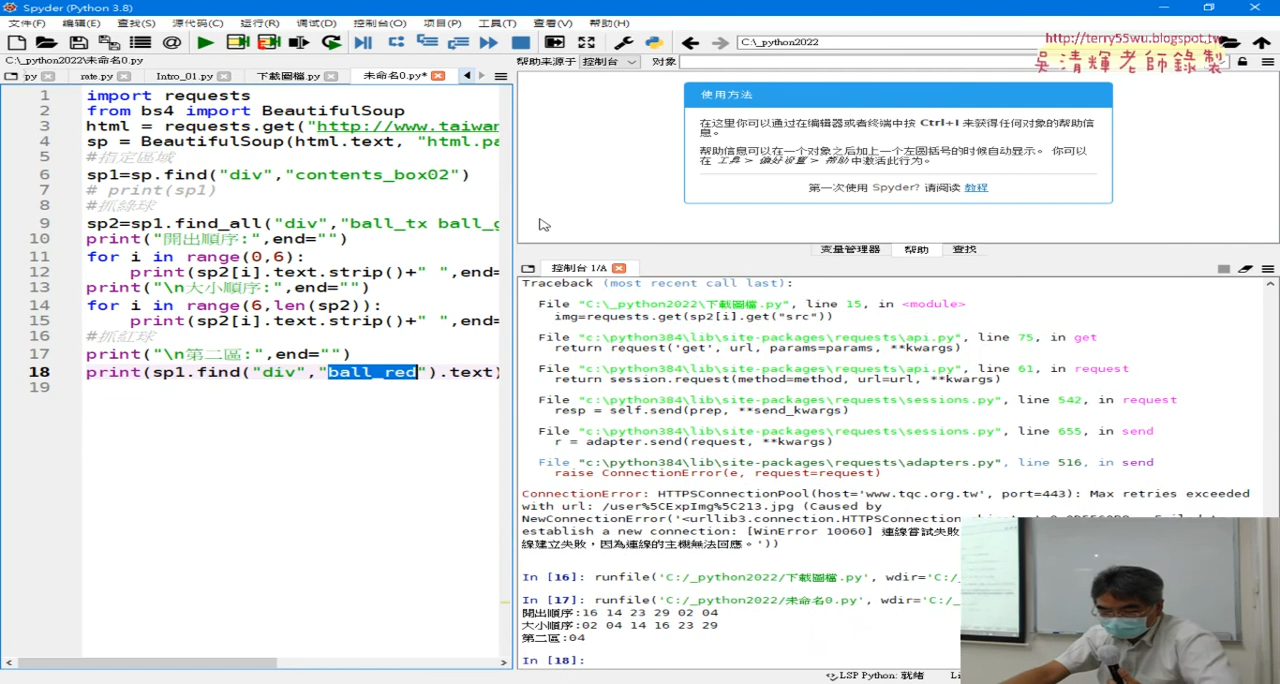 Spyder (Python 3.8)
文件(F) 编辑(E) 查找(S) 源代码(C) 运行(R) 调试(D) 控制台(O) 项目(P) 工具(T) 查看(V) 帮助(H)
C:\_python2022
http://terry55wu.blogspot.tw
吳清輝老師錄製
C:\_python2022\未命名0.py
帮助来源于 控制台 对象
py rate.py Intro_01.py 下載圖檔.py 未命名0.py*
1 import requests
2 from bs4 import BeautifulSoup
3 html = requests.get("http://www.taiwan
4 sp = BeautifulSoup(html.text, "html.pa
5 #指定區域
6 sp1=sp.find("div","contents_box02")
7 # print(sp1)
8 #抓綠球
9 sp2=sp1.find_all("div","ball_tx ball_g
10 print("開出順序:",end="")
11 for i in range(0,6):
12 print(sp2[i].text.strip()+" ",end=
13 print("\n大小順序:",end="")
14 for i in range(6,len(sp2)):
15 print(sp2[i].text.strip()+" ",end=
16 #抓紅球
17 print("\n第二區:",end="")
18 print(sp1.find("div","ball_red").text)
19
使用方法
在这里你可以通过在编辑器或者终端中按 Ctrl+I 来获得任何对象的帮助信
息。
帮助信息可以在一个对象之后加上一个左圆括号的时候自动显示。 你可以
在 工具 > 偏好设置 > 帮助 中激活此行为。
第一次使用 Spyder? 请阅读 教程
变量管理器 帮助 查找
控制台 1/A
Traceback (most recent call last):
File "C:\_python2022\下載圖檔.py", line 15, in <module>
img=requests.get(sp2[i].get("src"))
File "c:\python384\lib\site-packages\requests\api.py", line 75, in get
return request('get', url, params=params, **kwargs)
File "c:\python384\lib\site-packages\requests\api.py", line 61, in request
return session.request(method=method, url=url, **kwargs)
File "c:\python384\lib\site-packages\requests\sessions.py", line 542, in request
resp = self.send(prep, **send_kwargs)
File "c:\python384\lib\site-packages\requests\sessions.py", line 655, in send
r = adapter.send(request, **kwargs)
File "c:\python384\lib\site-packages\requests\adapters.py", line 516, in send
raise ConnectionError(e, request=request)
ConnectionError: HTTPSConnectionPool(host='www.tqc.org.tw', port=443): Max retries exceeded
with url: /user%5CExpImg%5C213.jpg (Caused by
NewConnectionError('<urllib3.connection.HTTPSConnection
establish a new connection: [WinError 10060] 連線嘗試失敗
線建立失敗，因為連線的主機無法回應。'))
In [16]: runfile('C:/_python2022/下載圖檔.py', wdir='C:/_
In [17]: runfile('C:/_python2022/未命名0.py', wdir='C:/_
開出順序:16 14 23 29 02 04
大小順序:02 04 14 16 23 29
第二區:04
In [18]:
LSP Python: 就绪